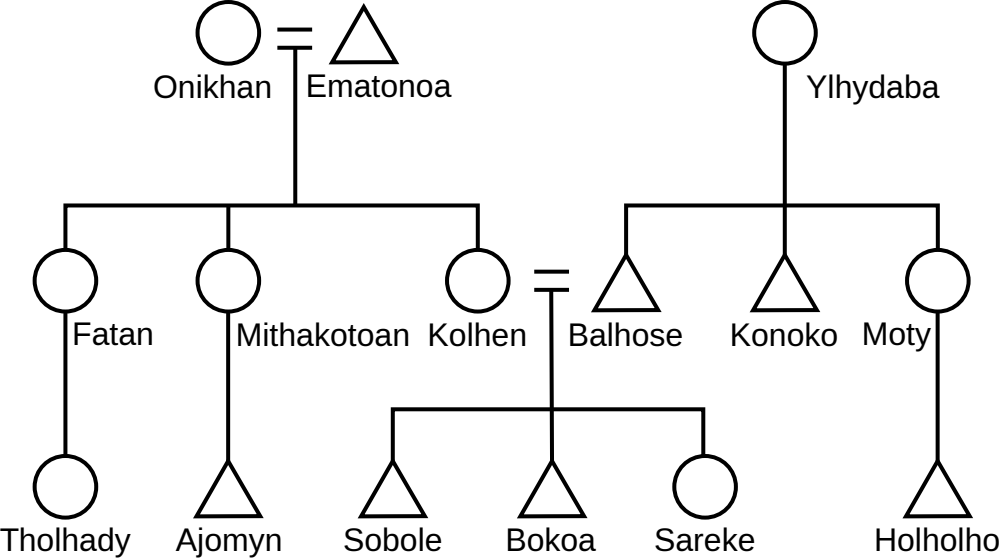 Onikhan
Ematonoa
Ylhydaba
Fatan
Mithakotoan
Kolhen
Balhose
Konoko
Moty
Tholhady
Ajomyn
Sobole
Bokoa
Sareke
Holholho